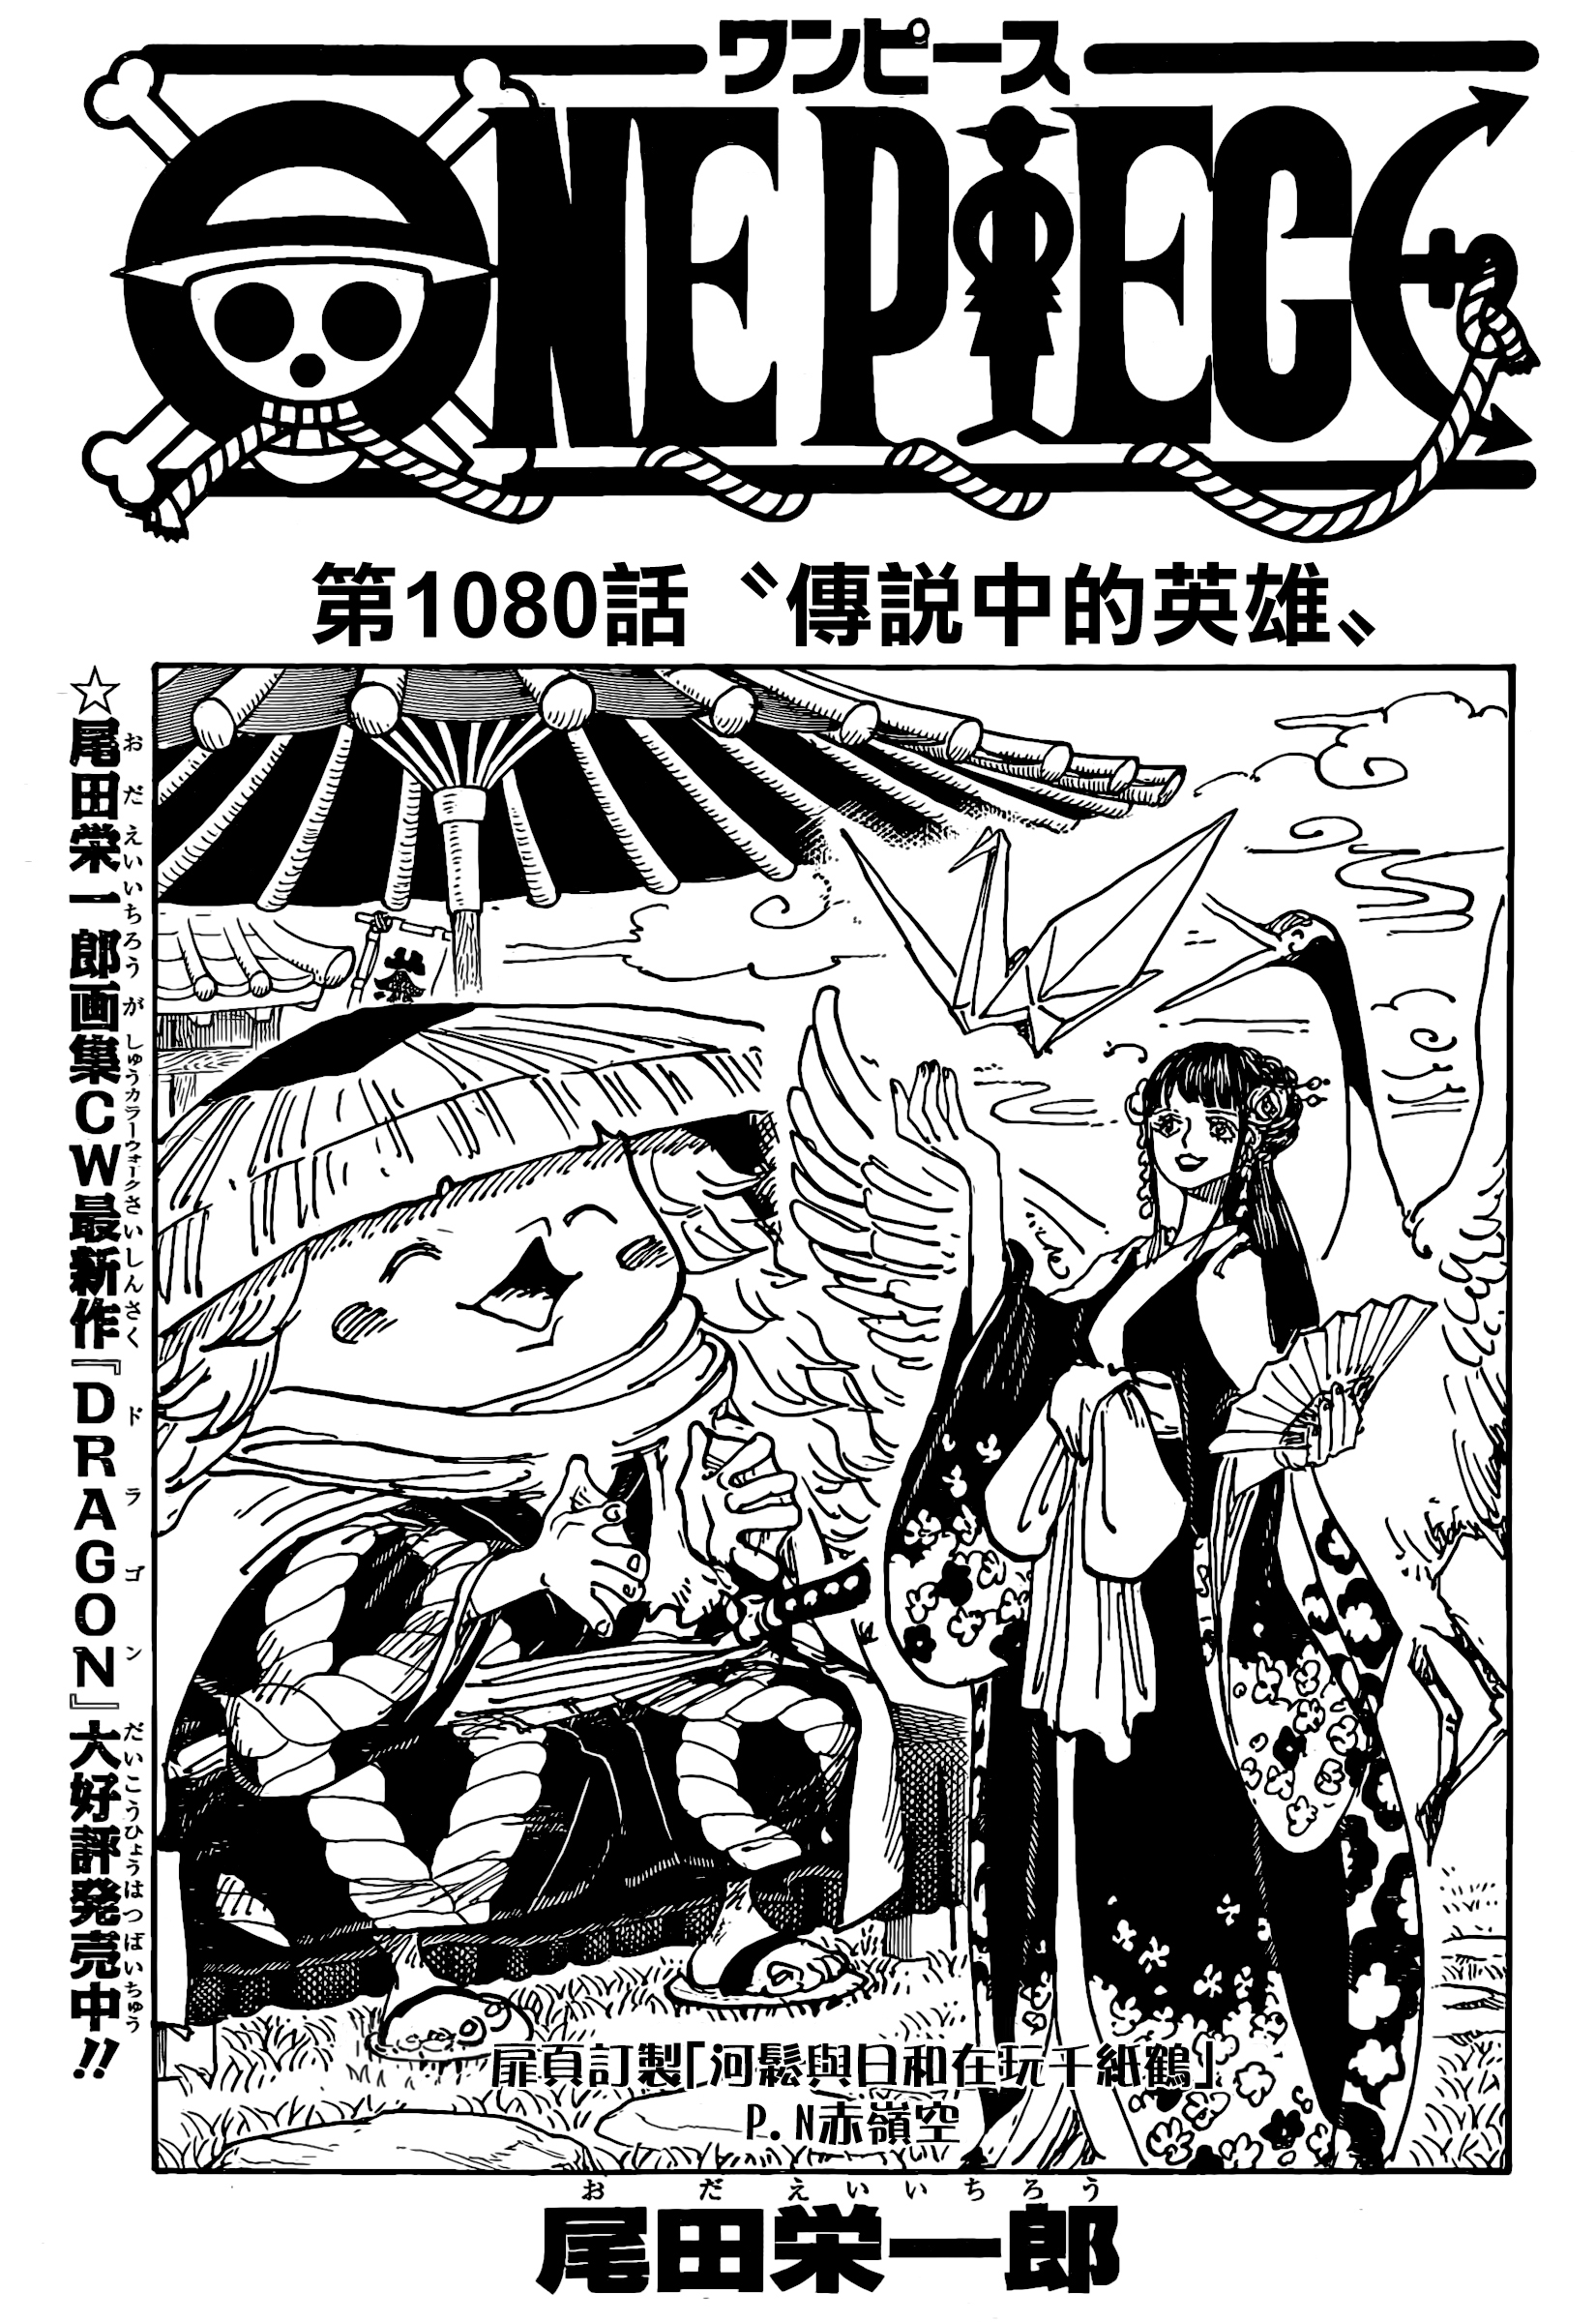 ワンピース
ONE PIECE
第1080話〝傳説中的英雄〟
☆尾田栄一郎画集CW最新作『DRAGON』大好評発売中!!
おだえいいちろうがしゅうカラーウォークさいしんさくドラゴンだいこうひょうはつばいちゅう
茶
扉頁訂製「河鬆與日和在玩千紙鶴」
P.N赤嶺空
おだえいいちろう
尾田栄一郎